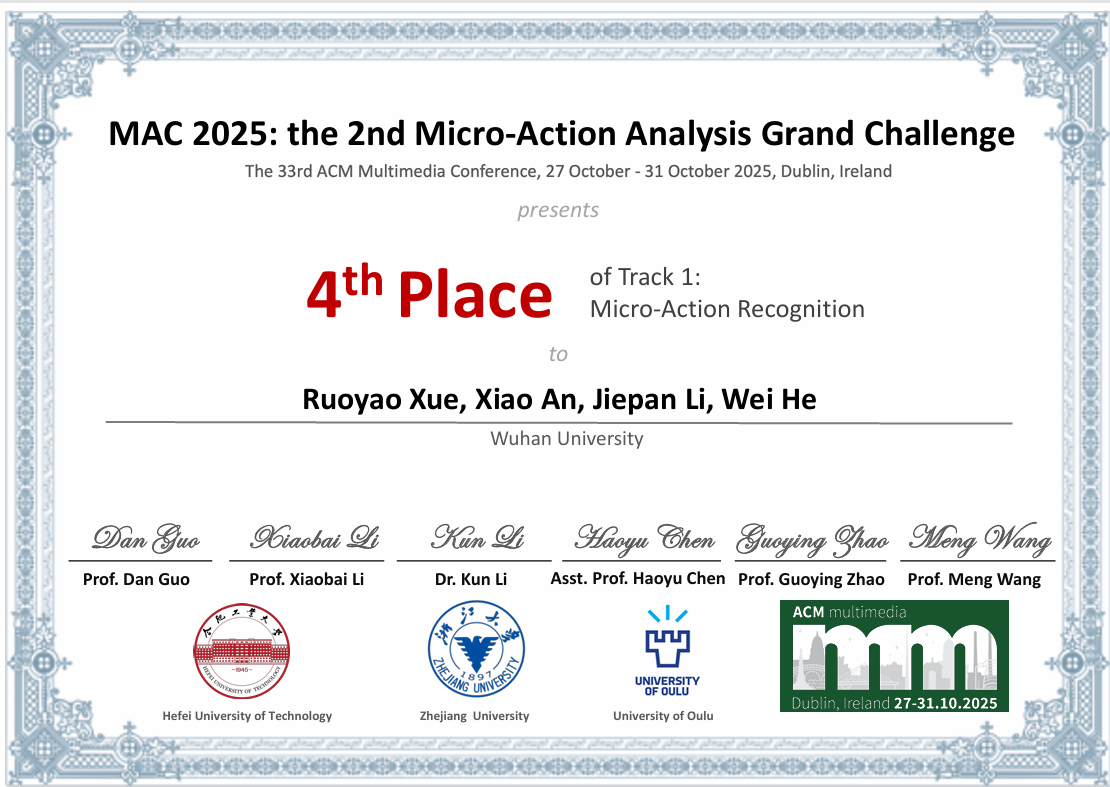 MAC 2025: the 2nd Micro-Action Analysis Grand Challenge
The 33rd ACM Multimedia Conference, 27 October - 31 October 2025, Dublin, Ireland
presents
4th Place
of Track 1:
Micro-Action Recognition
to
Ruoyao Xue, Xiao An, Jiepan Li, Wei He
Wuhan University
Dan Guo
Xiaobai Li
Kun Li
Haoyu Chen
Guoying Zhao
Meng Wang
Prof. Dan Guo
Prof. Xiaobai Li
Dr. Kun Li
Asst. Prof. Haoyu Chen
Prof. Guoying Zhao
Prof. Meng Wang
合肥工业大学
-1945-
HEFEI UNIVERSITY OF TECHNOLOGY
浙江大学
1897
ZHEJIANG UNIVERSITY
UNIVERSITY
OF OULU
ACM multimedia
mm
Dublin, Ireland 27-31.10.2025
Hefei University of Technology
Zhejiang University
University of Oulu